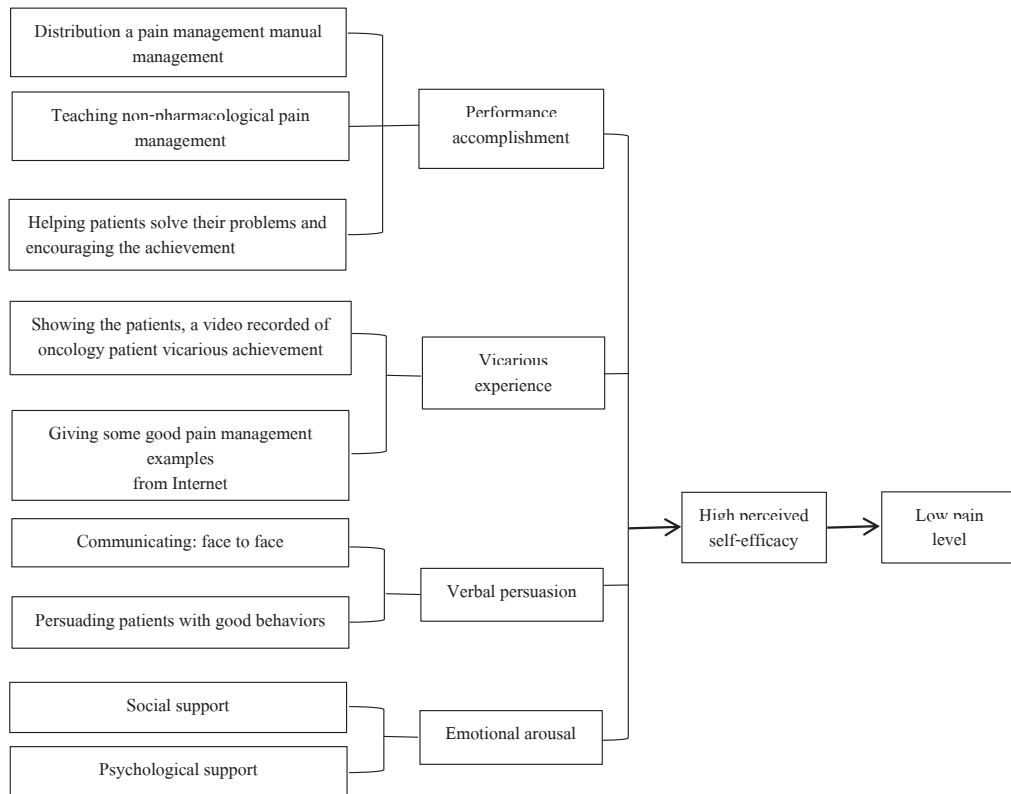 Distribution a pain management manual
management
Teaching non-pharmacological pain
management
Helping patients solve their problems and
encouraging the achievement
Performance
accomplishment
Showing the patients, a video recorded of
oncology patient vicarious achievement
Giving some good pain management
examples
from Internet
Vicarious
experience
Communicating: face to face
Persuading patients with good behaviors
Verbal persuasion
Social support
Psychological support
Emotional arousal
High perceived
self-efficacy
Low pain
level